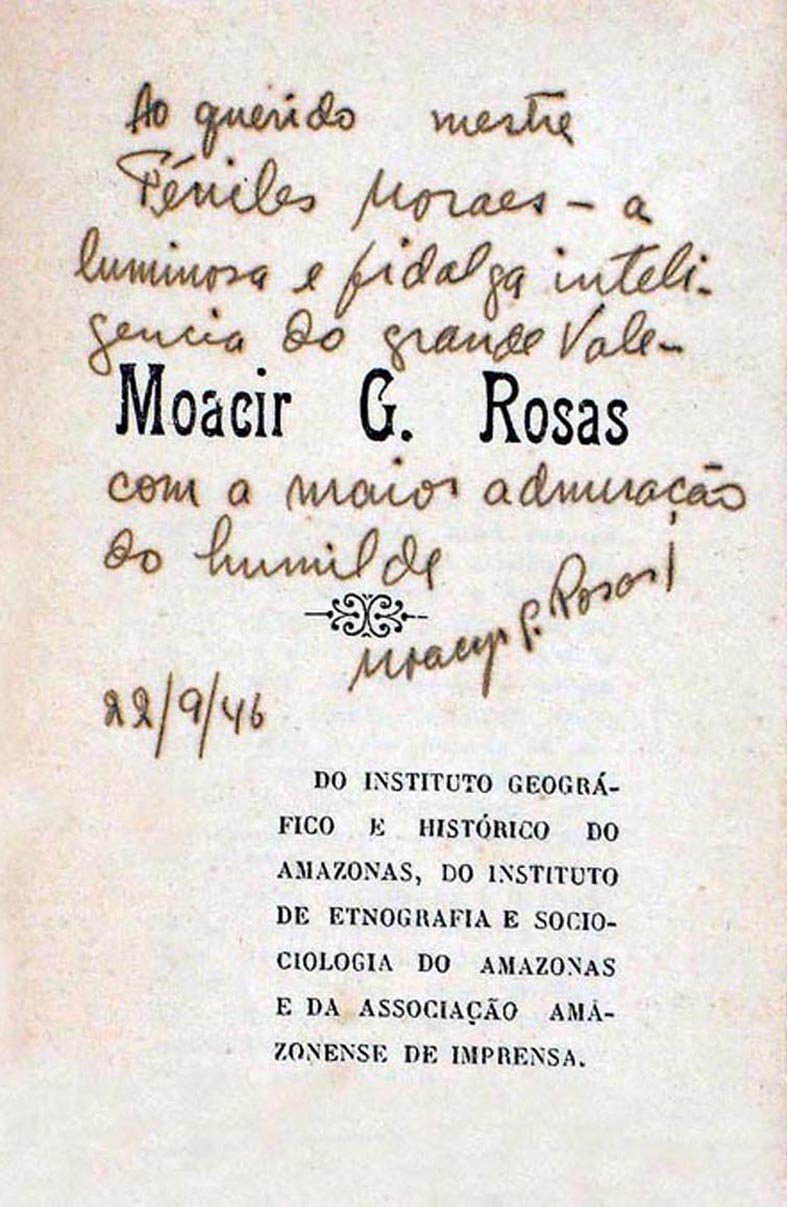 Ao querido mestre
Péricles Moraes – a
luminosa e fidalga inteli-
gencia do grande Vale –
Moacir G. Rosas
com a maior admiração
do humilde
Moacyr G. Rosas
22/9/46
DO INSTITUTO GEOGRÁ-
FICO E HISTÓRICO DO
AMAZONAS, DO INSTITUTO
DE ETNOGRAFIA E SOCIO-
CIOLOGIA DO AMAZONAS
E DA ASSOCIAÇÃO AMA-
ZONENSE DE IMPRENSA.